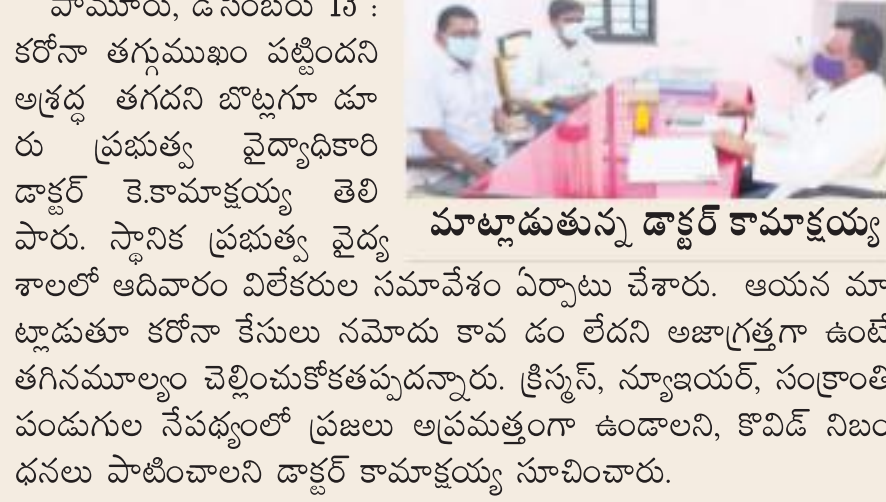 పామూరు, డిసెంబరు 13 :
కరోనా తగ్గుముఖం పట్టిందని
అశ్రద్ధ తగదని బొట్లగూ డూ
రు ప్రభుత్వ వైద్యాధికారి
డాక్టర్ కె.కామాక్షయ్య తెలి
పారు. స్థానిక ప్రభుత్వ వైద్య
మాట్లాడుతున్న డాక్టర్ కామాక్షయ్య
శాలలో ఆదివారం విలేకరుల సమావేశం ఏర్పాటు చేశారు. ఆయన మా
ట్లాడుతూ కరోనా కేసులు నమోదు కావ డం లేదని అజాగ్రత్తగా ఉంటే
తగినమూల్యం చెల్లించుకోకతప్పదన్నారు. క్రిస్మస్, న్యూఇయర్, సంక్రాంతి
పండుగుల నేపథ్యంలో ప్రజలు అప్రమత్తంగా ఉండాలని, కొవిడ్ నిబం
ధనలు పాటించాలని డాక్టర్ కామాక్షయ్య సూచించారు.